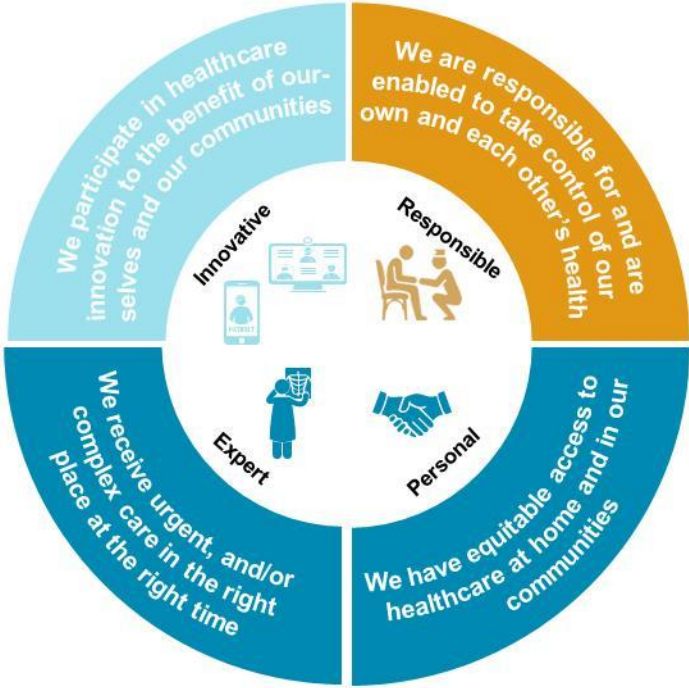 We participate in healthcare
innovation to the benefit of our-
selves and our communities
We are responsible for and are
enabled to take control of our
own and each other's health
Innovative
Responsible
Expert
Personal
We receive urgent, and/or
complex care in the right
place at the right time
We have equitable access to
healthcare at home and in our
communities